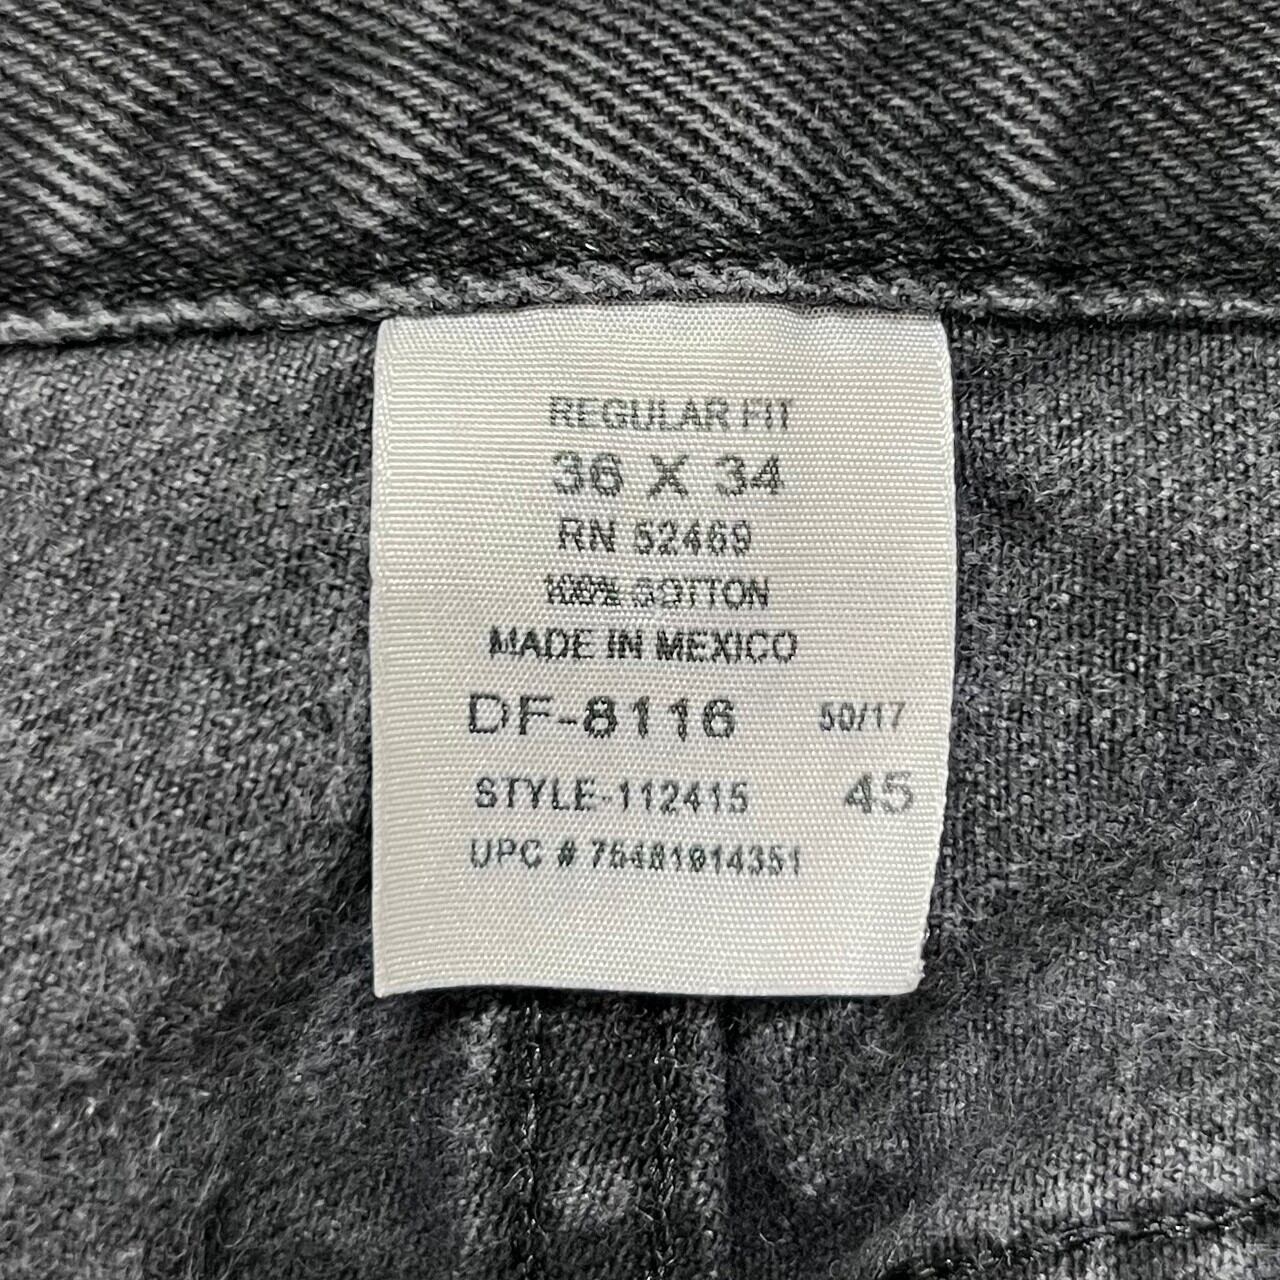 REGULAR FIT
36 X 34
RN 52469
100% COTTON
MADE IN MEXICO
DF-8116 50/17
STYLE-112415 45
UPC # 75481914351